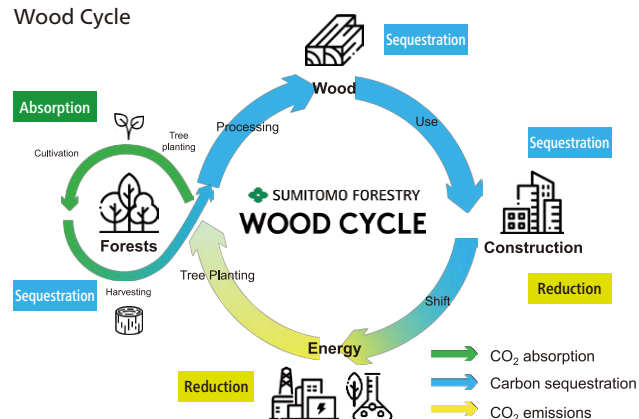 Wood Cycle
Sequestration
Wood
Absorption
Processing
Use
Tree
planting
Cultivation
Sequestration
SUMITOMO FORESTRY
WOOD CYCLE
Forests
Construction
Tree Planting
Sequestration
Harvesting
Reduction
Shift
Energy
Reduction
CO₂ absorption
Carbon sequestration
CO₂ emissions